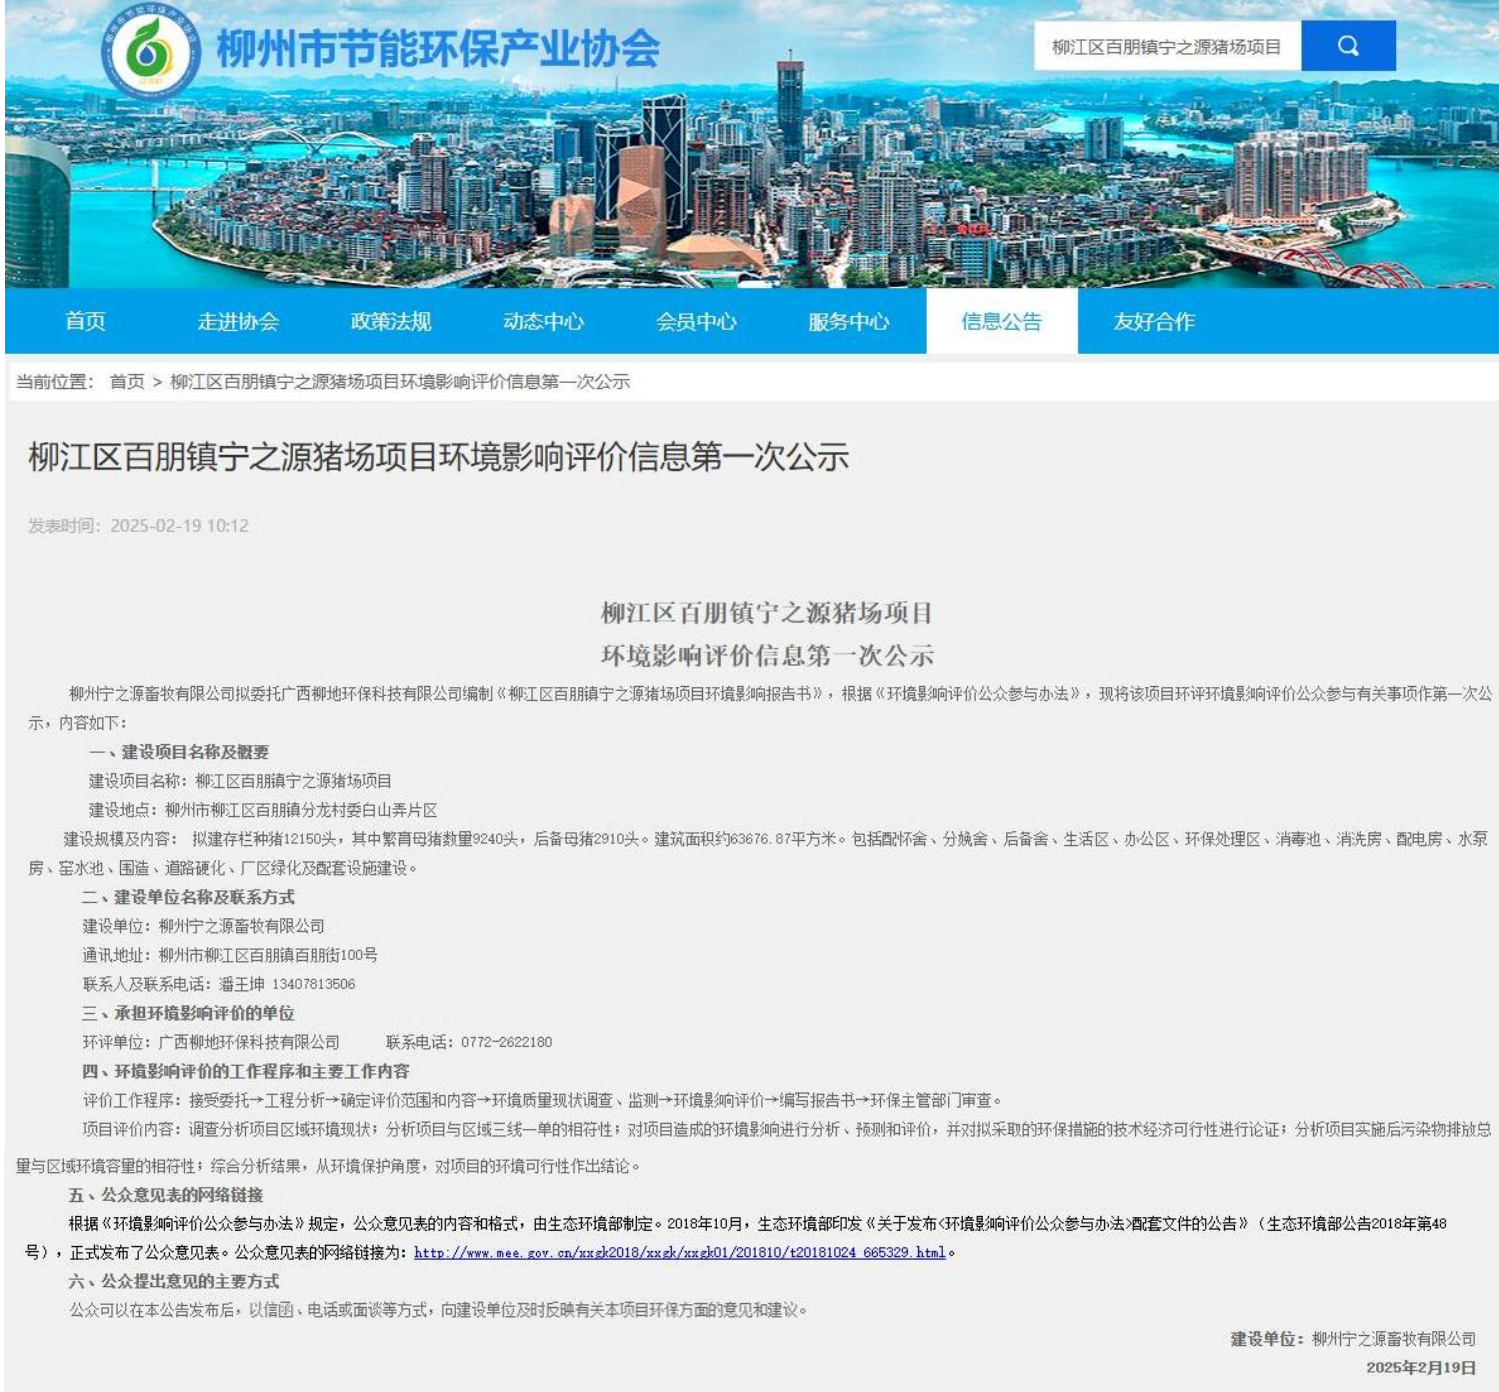 柳州市节能环保产业协会
柳江区百朋镇宁之源猪场项目
首页 走进协会 政策法规 动态中心 会员中心 服务中心 信息公告 友好合作
当前位置： 首页 > 柳江区百朋镇宁之源猪场项目环境影响评价信息第一次公示
柳江区百朋镇宁之源猪场项目环境影响评价信息第一次公示
发表时间：2025-02-19 10:12
柳江区百朋镇宁之源猪场项目
环境影响评价信息第一次公示
柳州宁之源畜牧有限公司拟委托广西柳地环保科技有限公司编制《柳江区百朋镇宁之源猪场项目环境影响报告书》，根据《环境影响评价公众参与办法》，现将该项目环评环境影响评价公众参与有关事项作第一次公
示，内容如下：
一、建设项目名称及概要
建设项目名称：柳江区百朋镇宁之源猪场项目
建设地点：柳州市柳江区百朋镇分龙村委白山弄片区
建设规模及内容： 拟建存栏种猪12150头，其中繁育母猪数量9240头，后备母猪2910头。建筑面积约63676.87平方米。包括配怀舍、分娩舍、后备舍、生活区、办公区、环保处理区、消毒池、消洗房、配电房、水泵
房、窑水池、围造、道路硬化、厂区绿化及配套设施建设。
二、建设单位名称及联系方式
建设单位：柳州宁之源畜牧有限公司
通讯地址：柳州市柳江区百朋镇百朋街100号
联系人及联系电话：潘王坤 13407813506
三、承担环境影响评价的单位
环评单位：广西柳地环保科技有限公司 联系电话：0772-2622180
四、环境影响评价的工作程序和主要工作内容
评价工作程序：接受委托→工程分析→确定评价范围和内容→环境质量现状调查、监测→环境影响评价→编写报告书→环保主管部门审查。
项目评价内容：调查分析项目区域环境现状；分析项目与区域三线一单的相符性；对项目造成的环境影响进行分析、预测和评价，并对拟采取的环保措施的技术经济可行性进行论证；分析项目实施后污染物排放总
量与区域环境容量的相符性；综合分析结果，从环境保护角度，对项目的环境可行性作出结论。
五、公众意见表的网络链接
根据《环境影响评价公众参与办法》规定，公众意见表的内容和格式，由生态环境部制定。2018年10月，生态环境部印发《关于发布<环境影响评价公众参与办法>配套文件的公告》（生态环境部公告2018年第48
号），正式发布了公众意见表。公众意见表的网络链接为：http://www.mee.gov.cn/xxgk2018/xxgk/xxgk01/201810/t20181024_665329.html。
六、公众提出意见的主要方式
公众可以在本公告发布后，以信函、电话或面谈等方式，向建设单位及时反映有关本项目环保方面的意见和建议。
建设单位：柳州宁之源畜牧有限公司
2025年2月19日